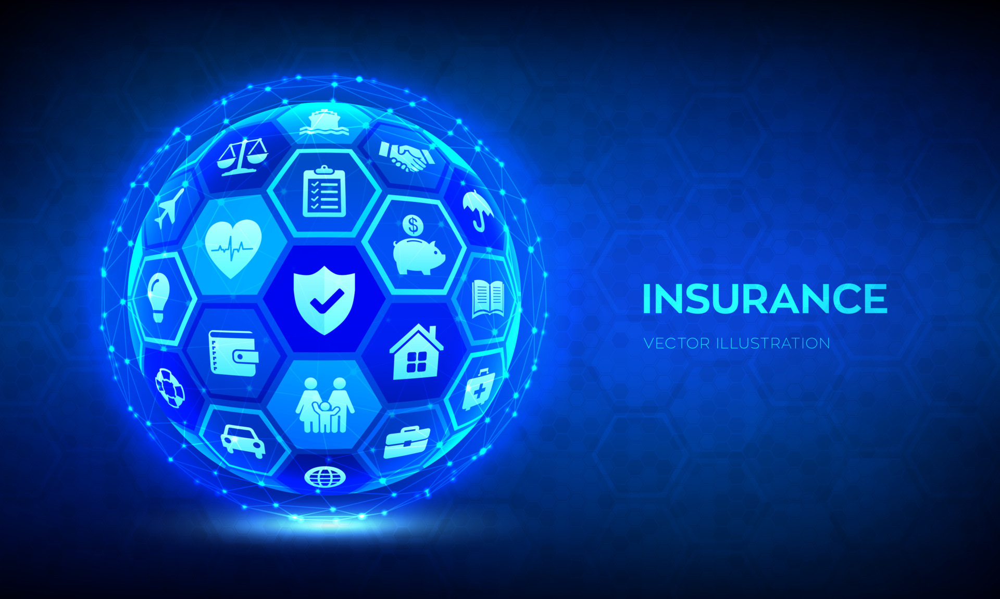 $
INSURANCE
VECTOR ILLUSTRATION